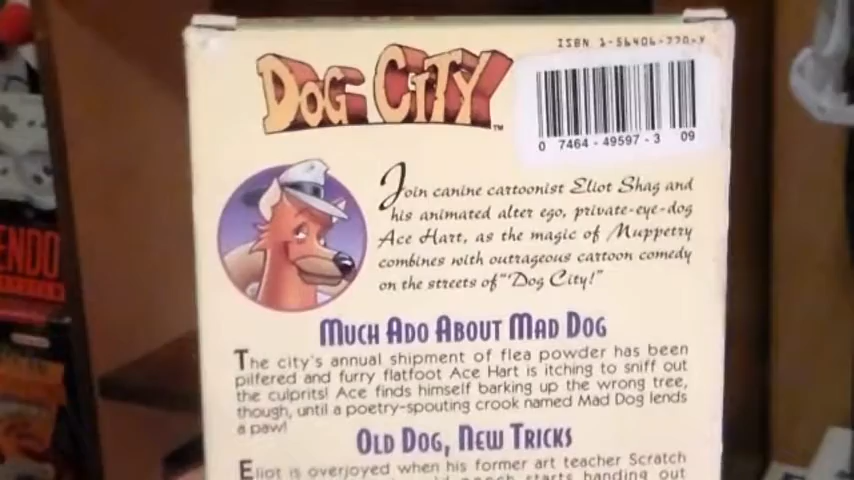 ISBN 1-56406-770-X
DOG CITY™
0 7464-49597-3 09
Join canine cartoonist Eliot Shag and
his animated alter ego, private-eye-dog
Ace Hart, as the magic of Muppetry
combines with outrageous cartoon comedy
on the streets of "Dog City!"
MUCH ADO ABOUT MAD DOG
The city's annual shipment of flea powder has been
pilfered and furry flatfoot Ace Hart is itching to sniff out
the culprits! Ace finds himself barking up the wrong tree,
though, until a poetry-spouting crook named Mad Dog lends
a paw!
ENDO
OLD DOG, NEW TRICKS
Eliot is overjoyed when his former art teacher Scratch
starts handing out